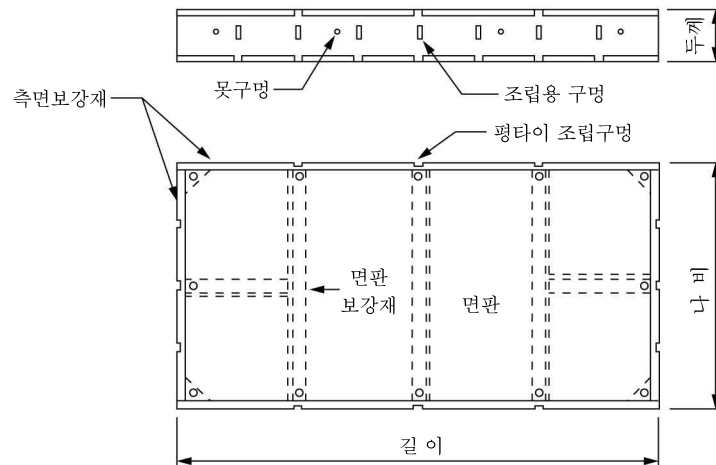 두께
못구멍
조립용 구멍
측면보강재
평타이 조립구멍
면판
보강재
면판
나 비
길 이